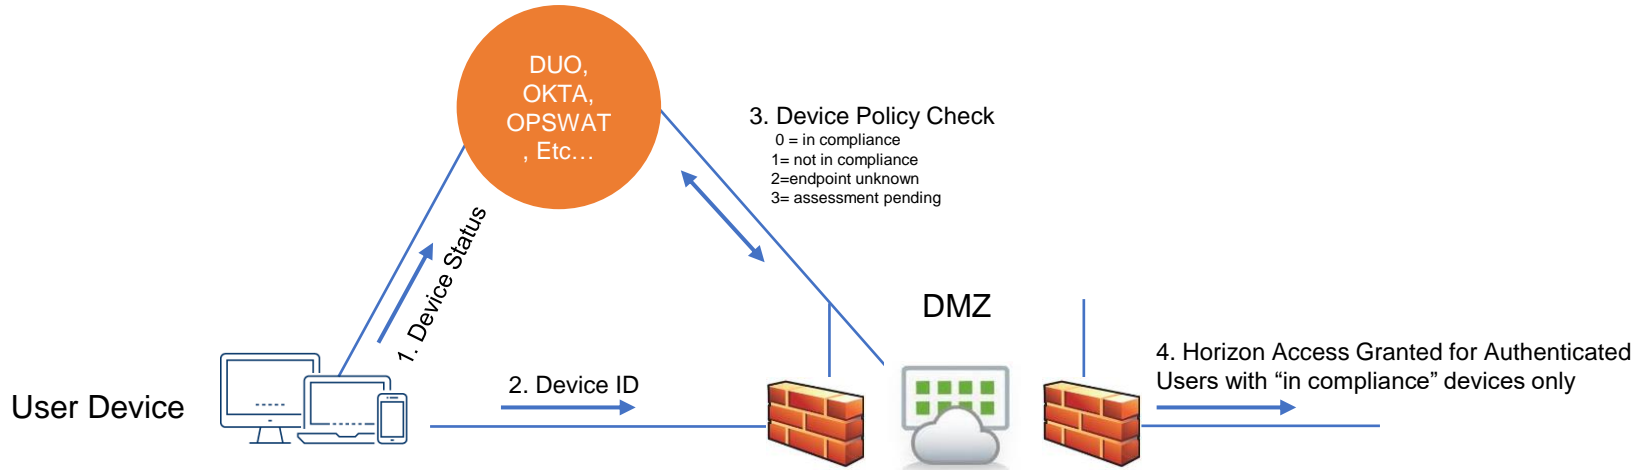 DUO,
OKTA,
OPSWAT
, Etc...
3. Device Policy Check
0 = in compliance
1= not in compliance
2=endpoint unknown
3= assessment pending
1. Device Status
DMZ
2. Device ID
User Device
4. Horizon Access Granted for Authenticated
Users with “in compliance” devices only